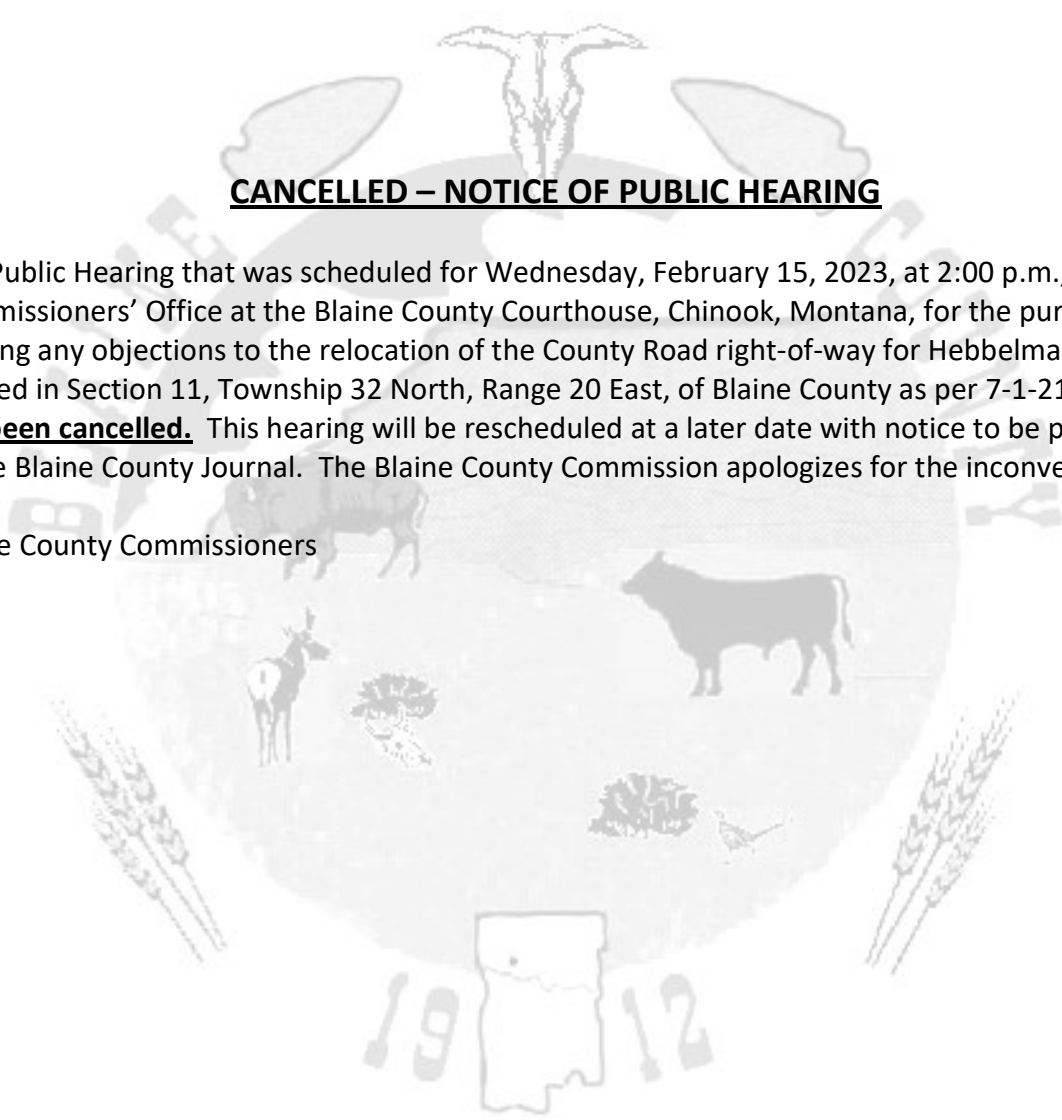 CANCELLED – NOTICE OF PUBLIC HEARING
Public Hearing that was scheduled for Wednesday, February 15, 2023, at 2:00 p.m.,
missioners’ Office at the Blaine County Courthouse, Chinook, Montana, for the pur
ng any objections to the relocation of the County Road right-of-way for Hebbelma
ed in Section 11, Township 32 North, Range 20 East, of Blaine County as per 7-1-21
been cancelled. This hearing will be rescheduled at a later date with notice to be p
e Blaine County Journal. The Blaine County Commission apologizes for the inconve
e County Commissioners
BLAINE COUNTY
1912